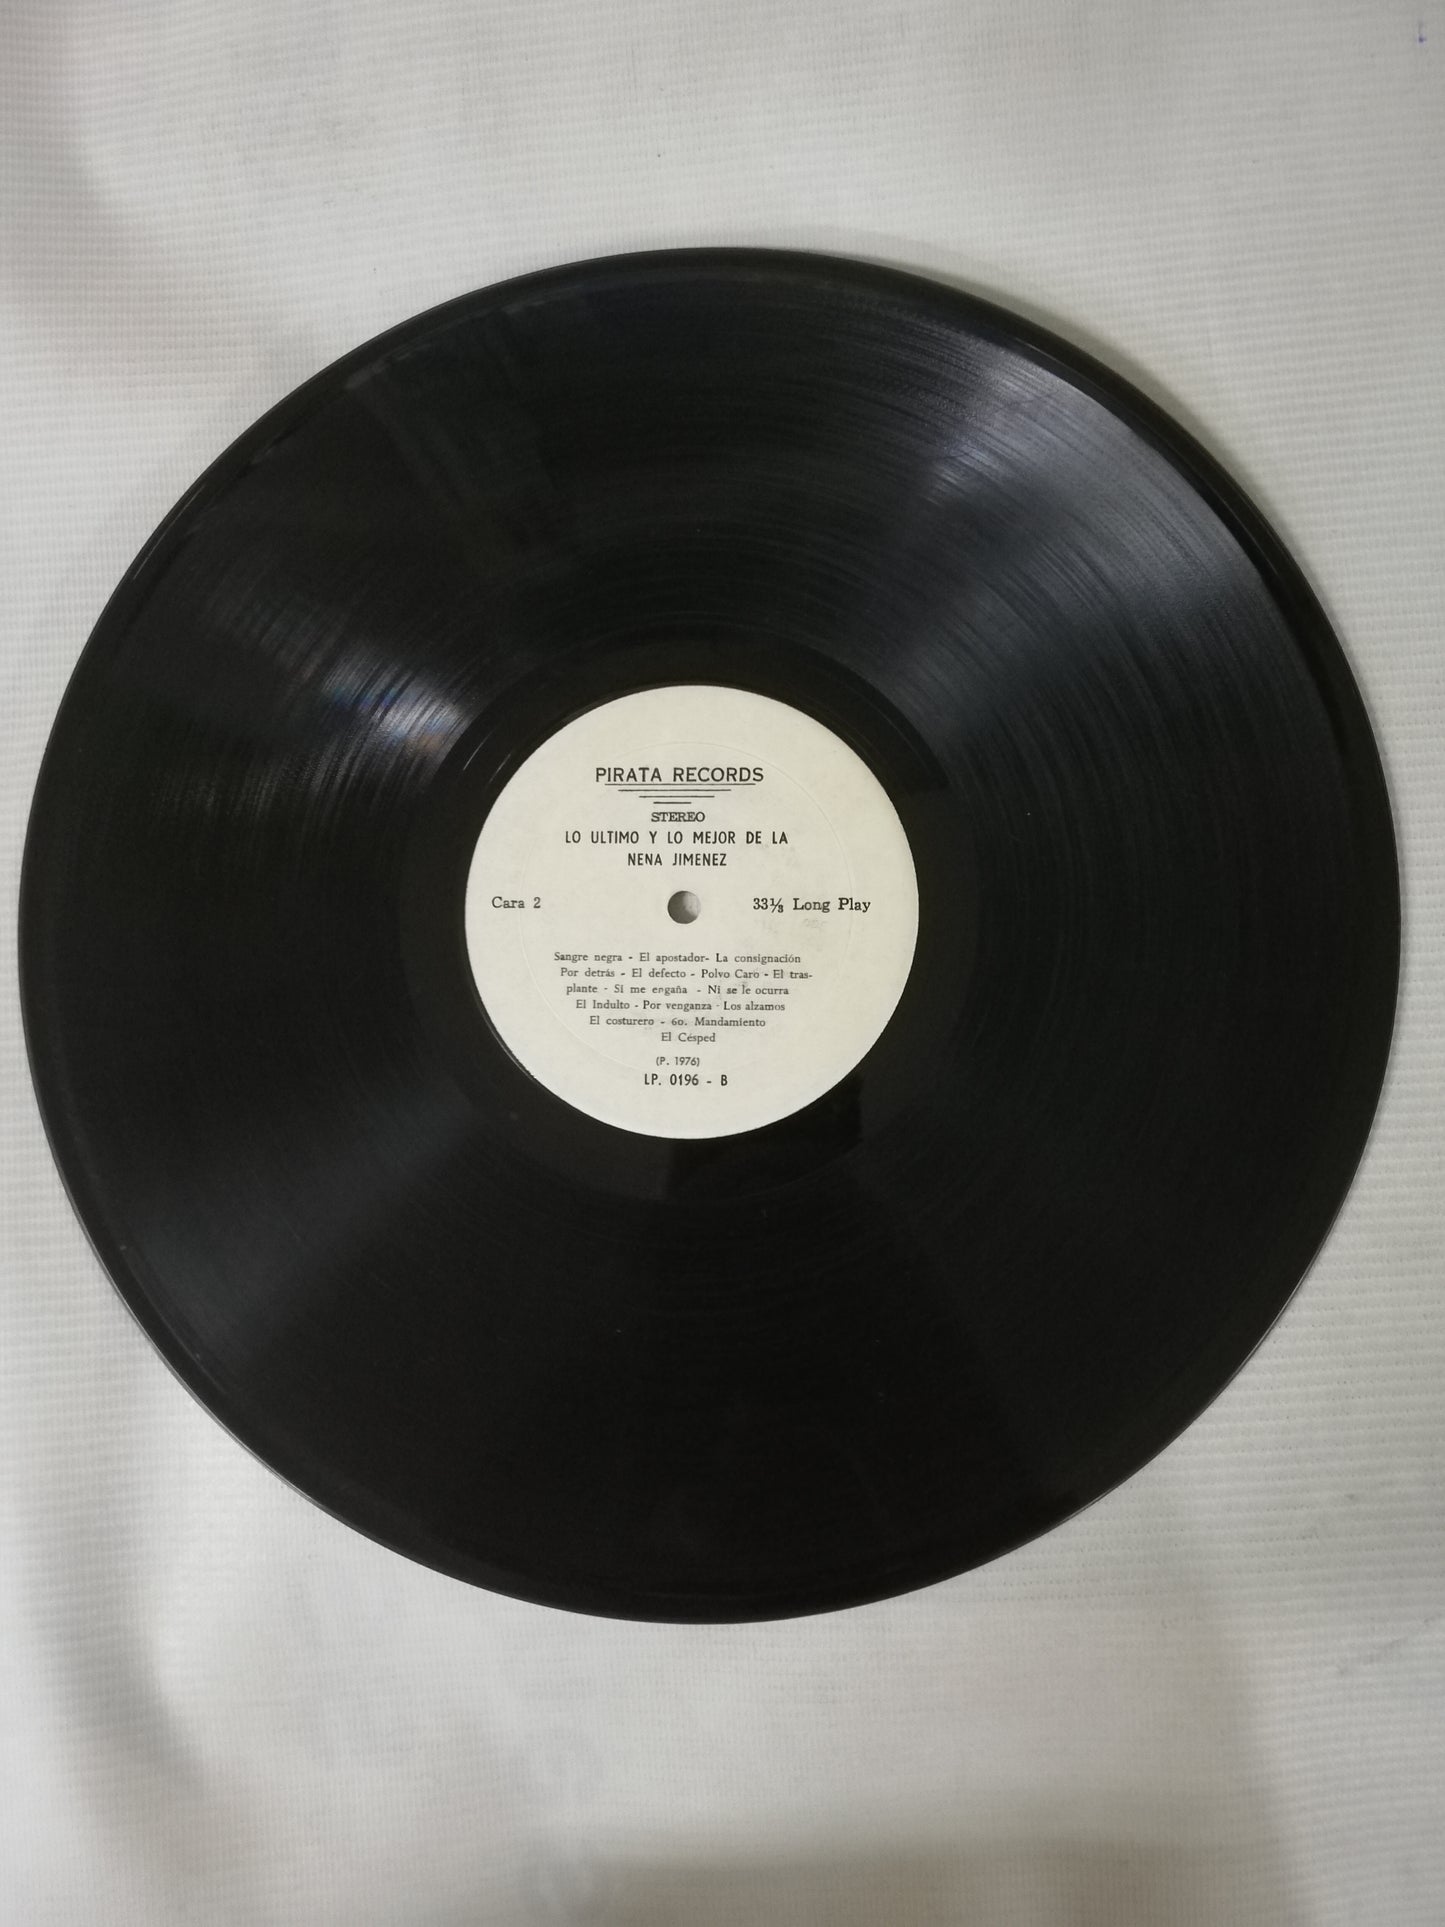 PIRATA RECORDS
STEREO
LO ULTIMO Y LO MEJOR DE LA
NENA JIMENEZ
Cara 2
33⅓ Long Play
Sangre negra - El apostador- La consignación
Por detrás - El defecto - Polvo Caro - El tras-
plante - Si me engaña - Ni se le ocurra
El Indulto - Por venganza - Los alzamos
El costurero - 6o. Mandamiento
El Césped
(P. 1976)
LP. 0196 - B